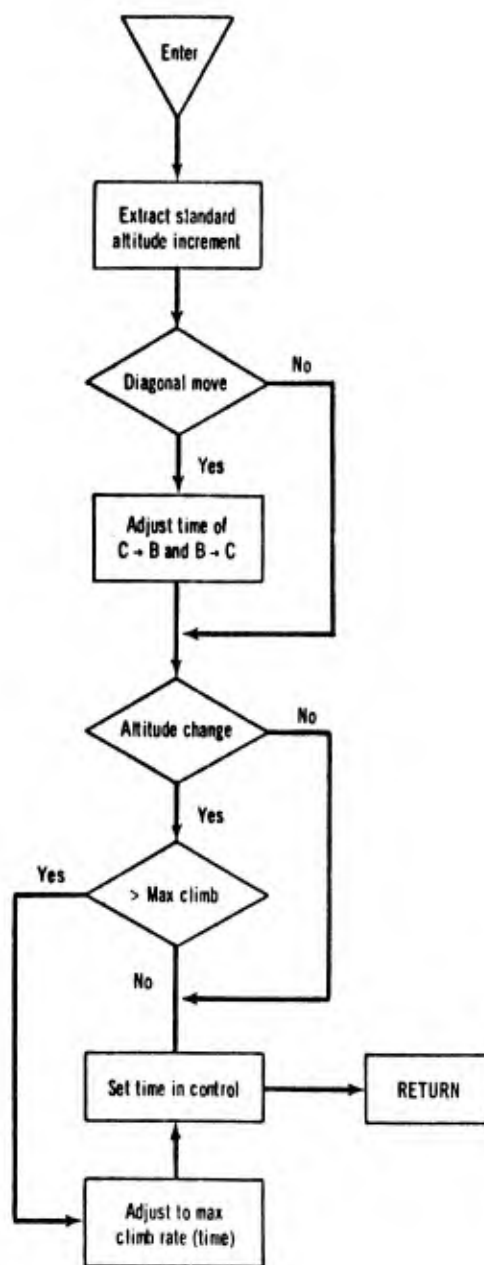 Enter
Extract standard
altitude increment
Diagonal move
No
Yes
Adjust time of
C → B and B → C
Altitude change
No
Yes
Yes
> Max climb
No
Set time in control
RETURN
Adjust to max
climb rate (time)